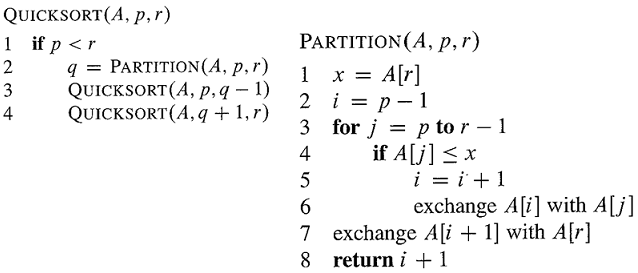 QUICKSORT(A, p, r)
1 if p < r
2 q = PARTITION(A, p, r)
3 QUICKSORT(A, p, q − 1)
4 QUICKSORT(A, q + 1, r)
PARTITION(A, p, r)
1 x = A[r]
2 i = p − 1
3 for j = p to r − 1
4 if A[j] ≤ x
5 i = i + 1
6 exchange A[i] with A[j]
7 exchange A[i + 1] with A[r]
8 return i + 1